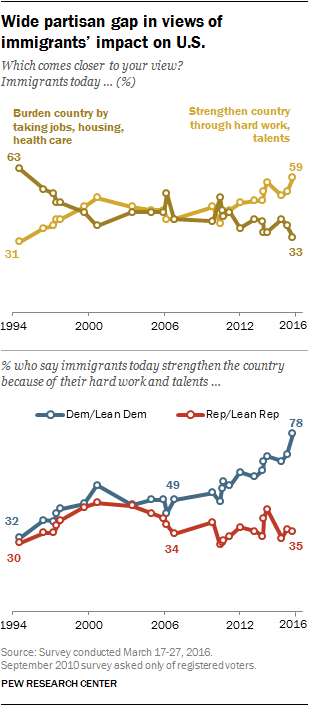 Wide partisan gap in views of
immigrants' impact on U.S.
Which comes closer to your view?
Immigrants today ... (%)
Burden country by
taking jobs, housing,
health care
Strengthen country
through hard work,
talents
63
59
31
33
1994 2000 2006 2012 2016
% who say immigrants today strengthen the country
because of their hard work and talents ...
Dem/Lean Dem Rep/Lean Rep
78
49
32
30
34
35
1994 2000 2006 2012 2016
Source: Survey conducted March 17-27, 2016.
September 2010 survey asked only of registered voters.
PEW RESEARCH CENTER